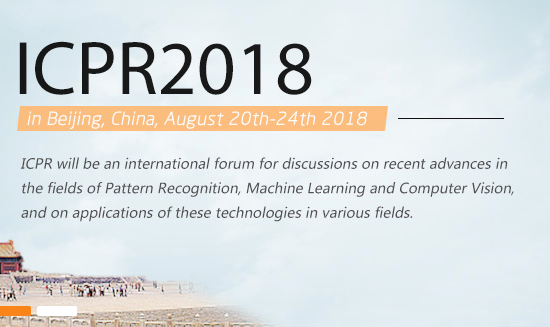 ICPR2018
in Beijing, China, August 20th-24th 2018
ICPR will be an international forum for discussions on recent advances in
the fields of Pattern Recognition, Machine Learning and Computer Vision,
and on applications of these technologies in various fields.